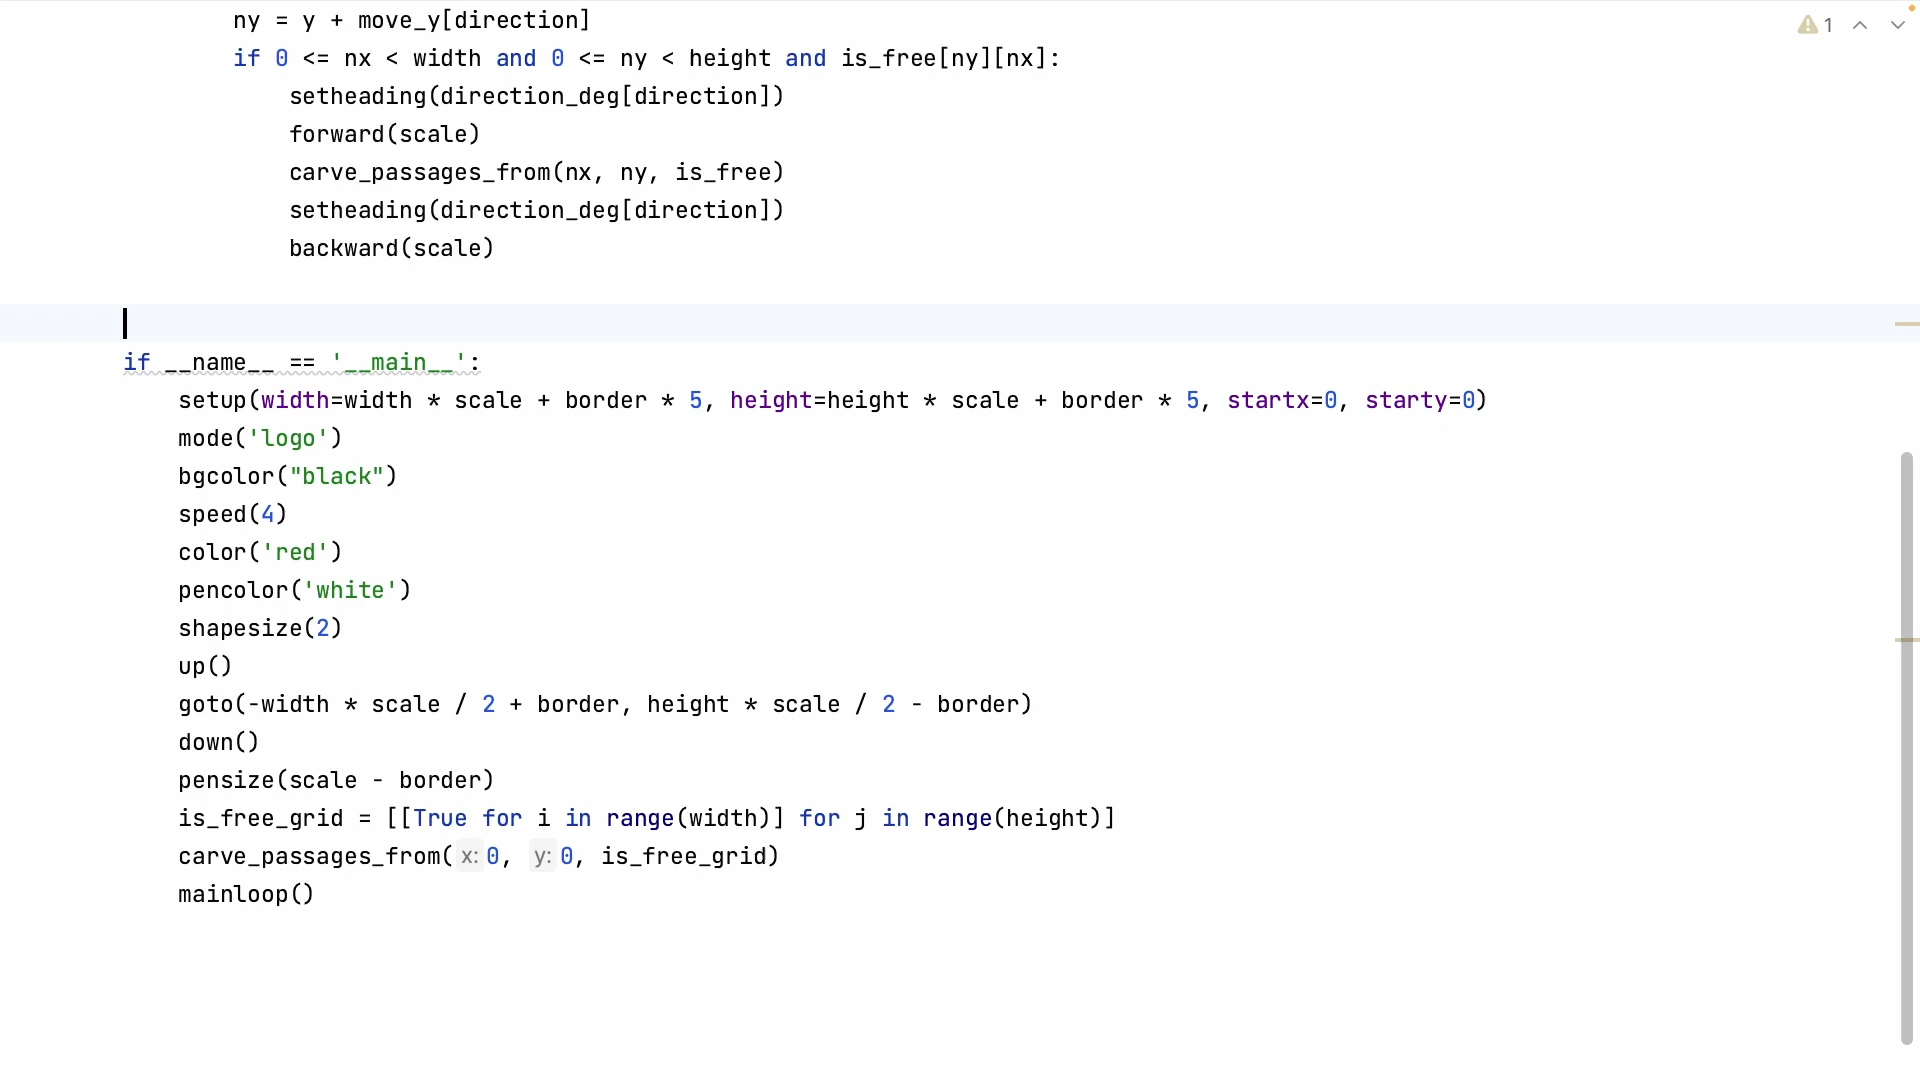 ny = y + move_y[direction]
1
if 0 <= nx < width and 0 <= ny < height and is_free[ny][nx]:
setheading(direction_deg[direction])
forward(scale)
carve_passages_from(nx, ny, is_free)
setheading(direction_deg[direction])
backward(scale)
if __name__ == '__main__':
setup(width=width * scale + border * 5, height=height * scale + border * 5, startx=0, starty=0)
mode('logo')
bgcolor("black")
speed(4)
color('red')
pencolor('white')
shapesize(2)
up()
goto(-width * scale / 2 + border, height * scale / 2 - border)
down()
pensize(scale - border)
is_free_grid = [[True for i in range(width)] for j in range(height)]
carve_passages_from( x: 0, y: 0, is_free_grid)
mainloop()